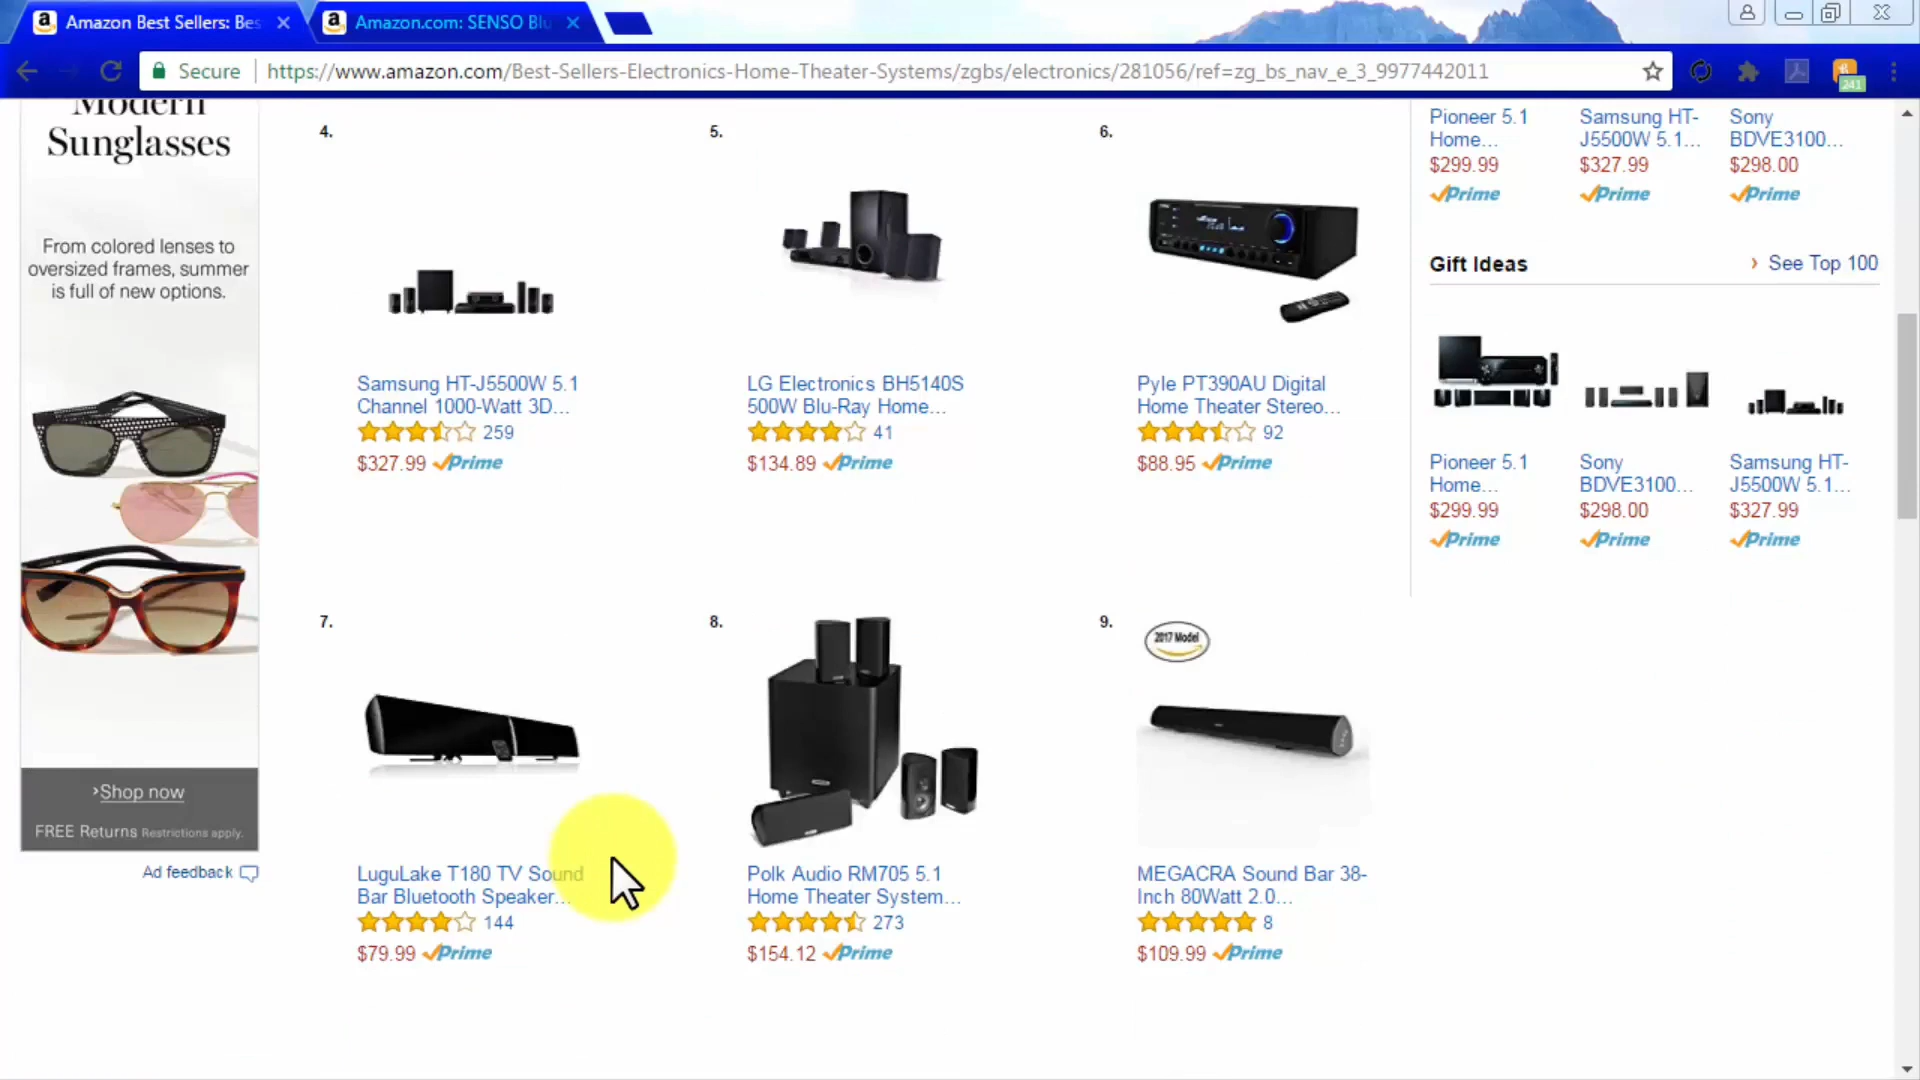 Amazon Best Sellers: Bes
Amazon.com: SENSO Blu
Secure
https://www.amazon.com/Best-Sellers-Electronics-Home-Theater-Systems/zgbs/electronics/281056/ref=zg_bs_nav_e_3_9977442011
241
Modern
Sunglasses
From colored lenses to
oversized frames, summer
is full of new options.
›Shop now
FREE Returns Restrictions apply.
Ad feedback
4.
Samsung HT-J5500W 5.1
Channel 1000-Watt 3D...
259
$327.99 Prime
5.
LG Electronics BH5140S
500W Blu-Ray Home...
41
$134.89 Prime
6.
Pyle PT390AU Digital
Home Theater Stereo...
92
$88.95 Prime
7.
LuguLake T180 TV Sound
Bar Bluetooth Speaker...
144
$79.99 Prime
8.
Polk Audio RM705 5.1
Home Theater System...
273
$154.12 Prime
9.
2017 Model
MEGACRA Sound Bar 38-
Inch 80Watt 2.0...
8
$109.99 Prime
Pioneer 5.1
Home...
$299.99
Prime
Samsung HT-
J5500W 5.1...
$327.99
Prime
Sony
BDVE3100...
$298.00
Prime
Gift Ideas
› See Top 100
Pioneer 5.1
Home...
$299.99
Prime
Sony
BDVE3100...
$298.00
Prime
Samsung HT-
J5500W 5.1...
$327.99
Prime